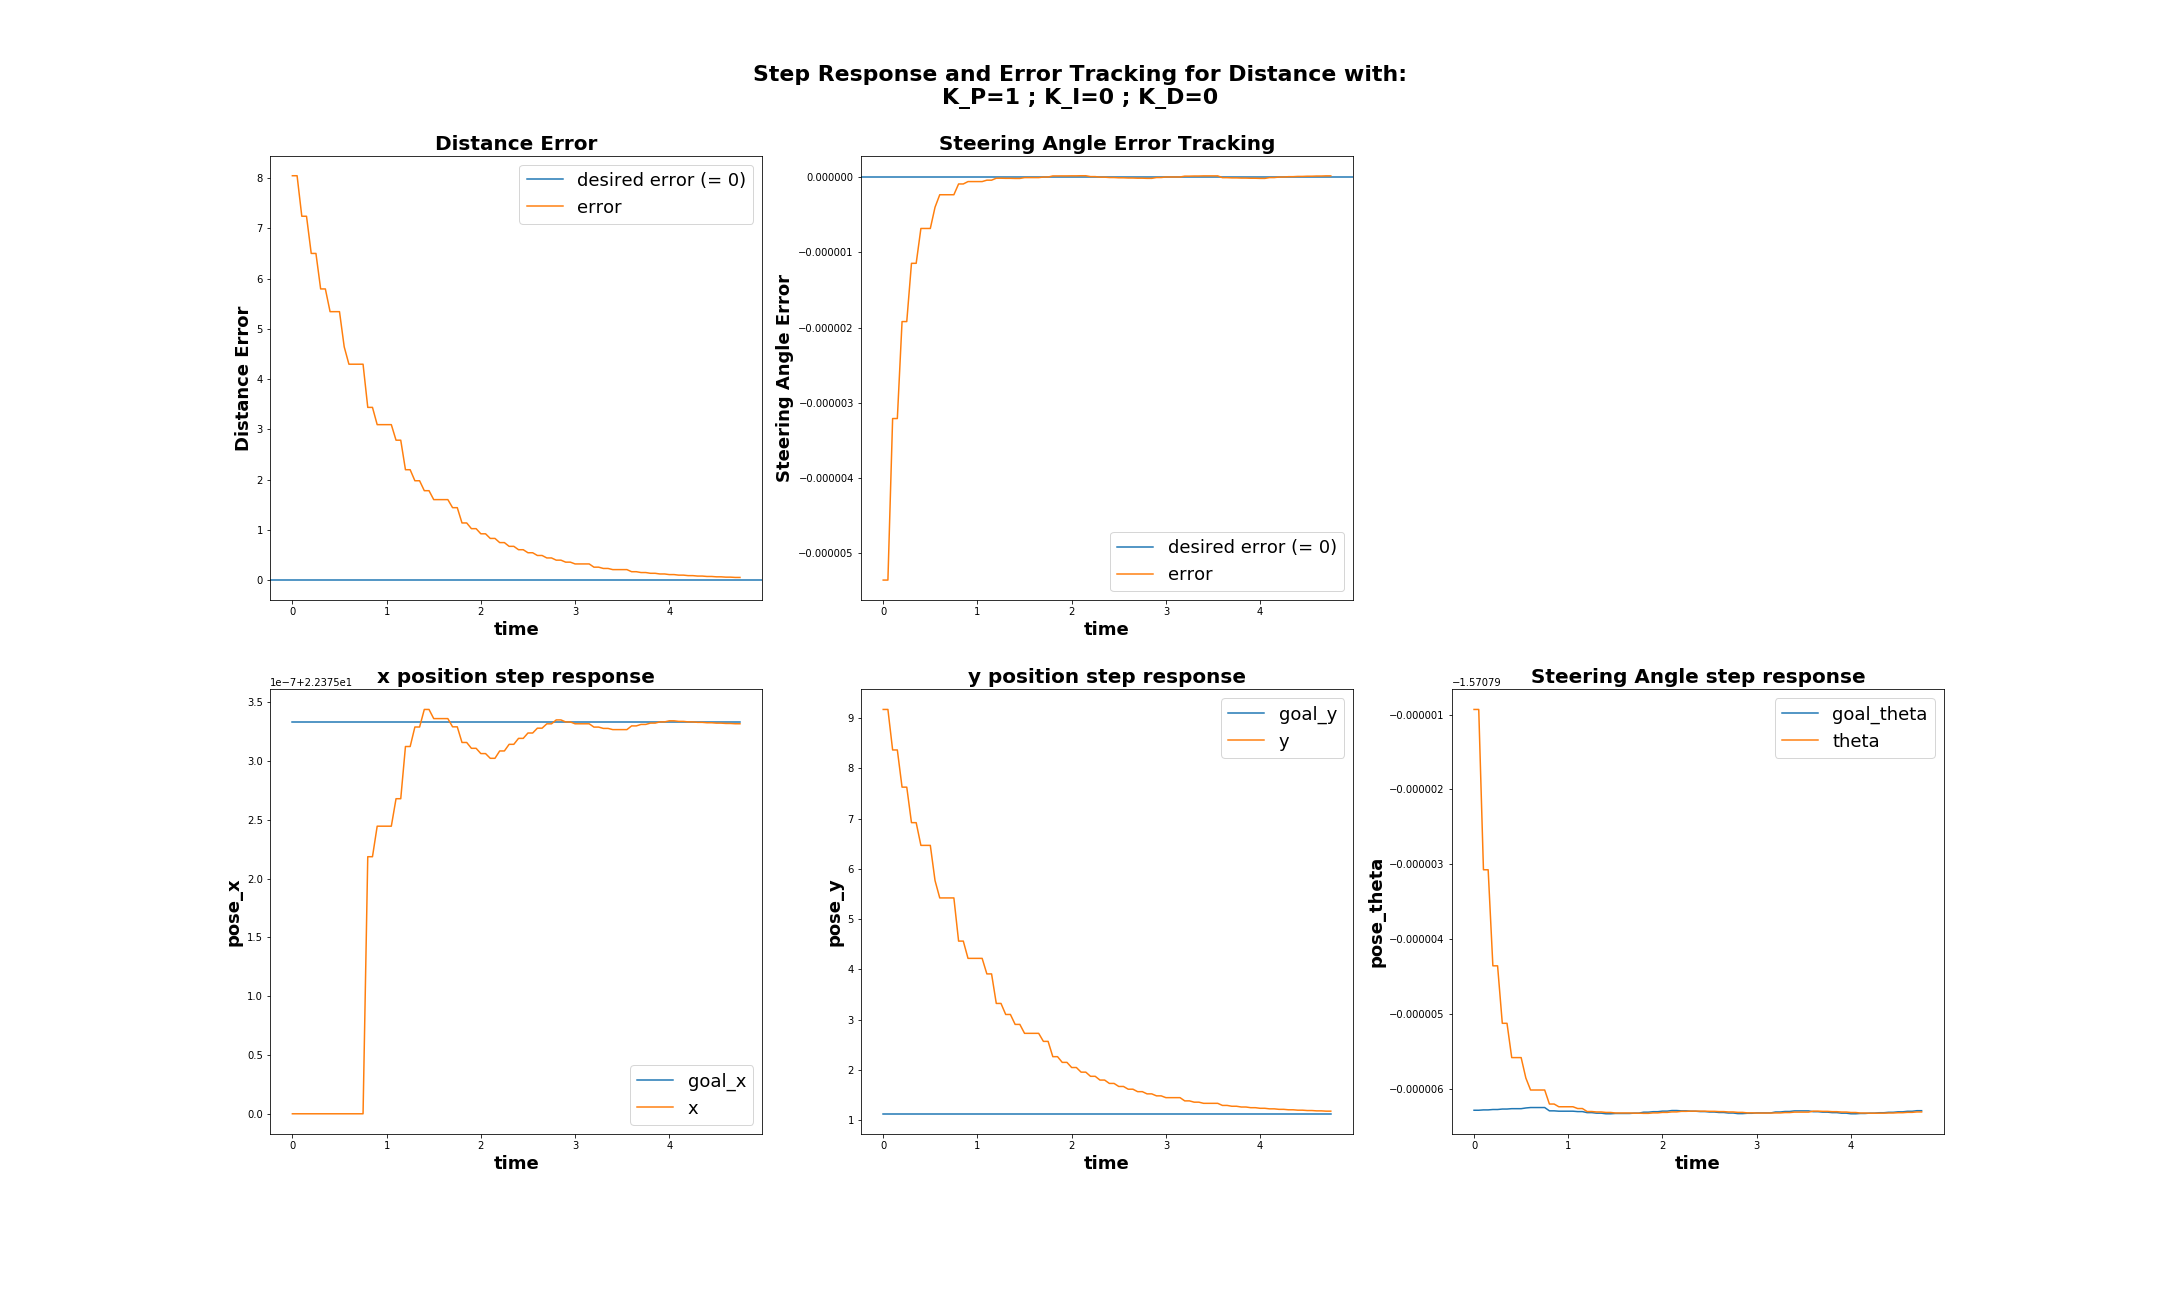 Step Response and Error Tracking for Distance with:
K_P=1 ; K_I=0 ; K_D=0
Distance Error
8
7
6
5
4
3
2
1
0
Distance Error
0 1 2 3 4
time
desired error (= 0)
error
Steering Angle Error Tracking
0.000000
−0.000001
−0.000002
−0.000003
−0.000004
−0.000005
Steering Angle Error
0 1 2 3 4
time
desired error (= 0)
error
x position step response
1e−7+2.2375e1
3.5
3.0
2.5
2.0
1.5
1.0
0.5
0.0
pose_x
0 1 2 3 4
time
goal_x
x
y position step response
9
8
7
6
5
4
3
2
1
pose_y
0 1 2 3 4
time
goal_y
y
Steering Angle step response
−1.57079
−0.000001
−0.000002
−0.000003
−0.000004
−0.000005
−0.000006
pose_theta
0 1 2 3 4
time
goal_theta
theta